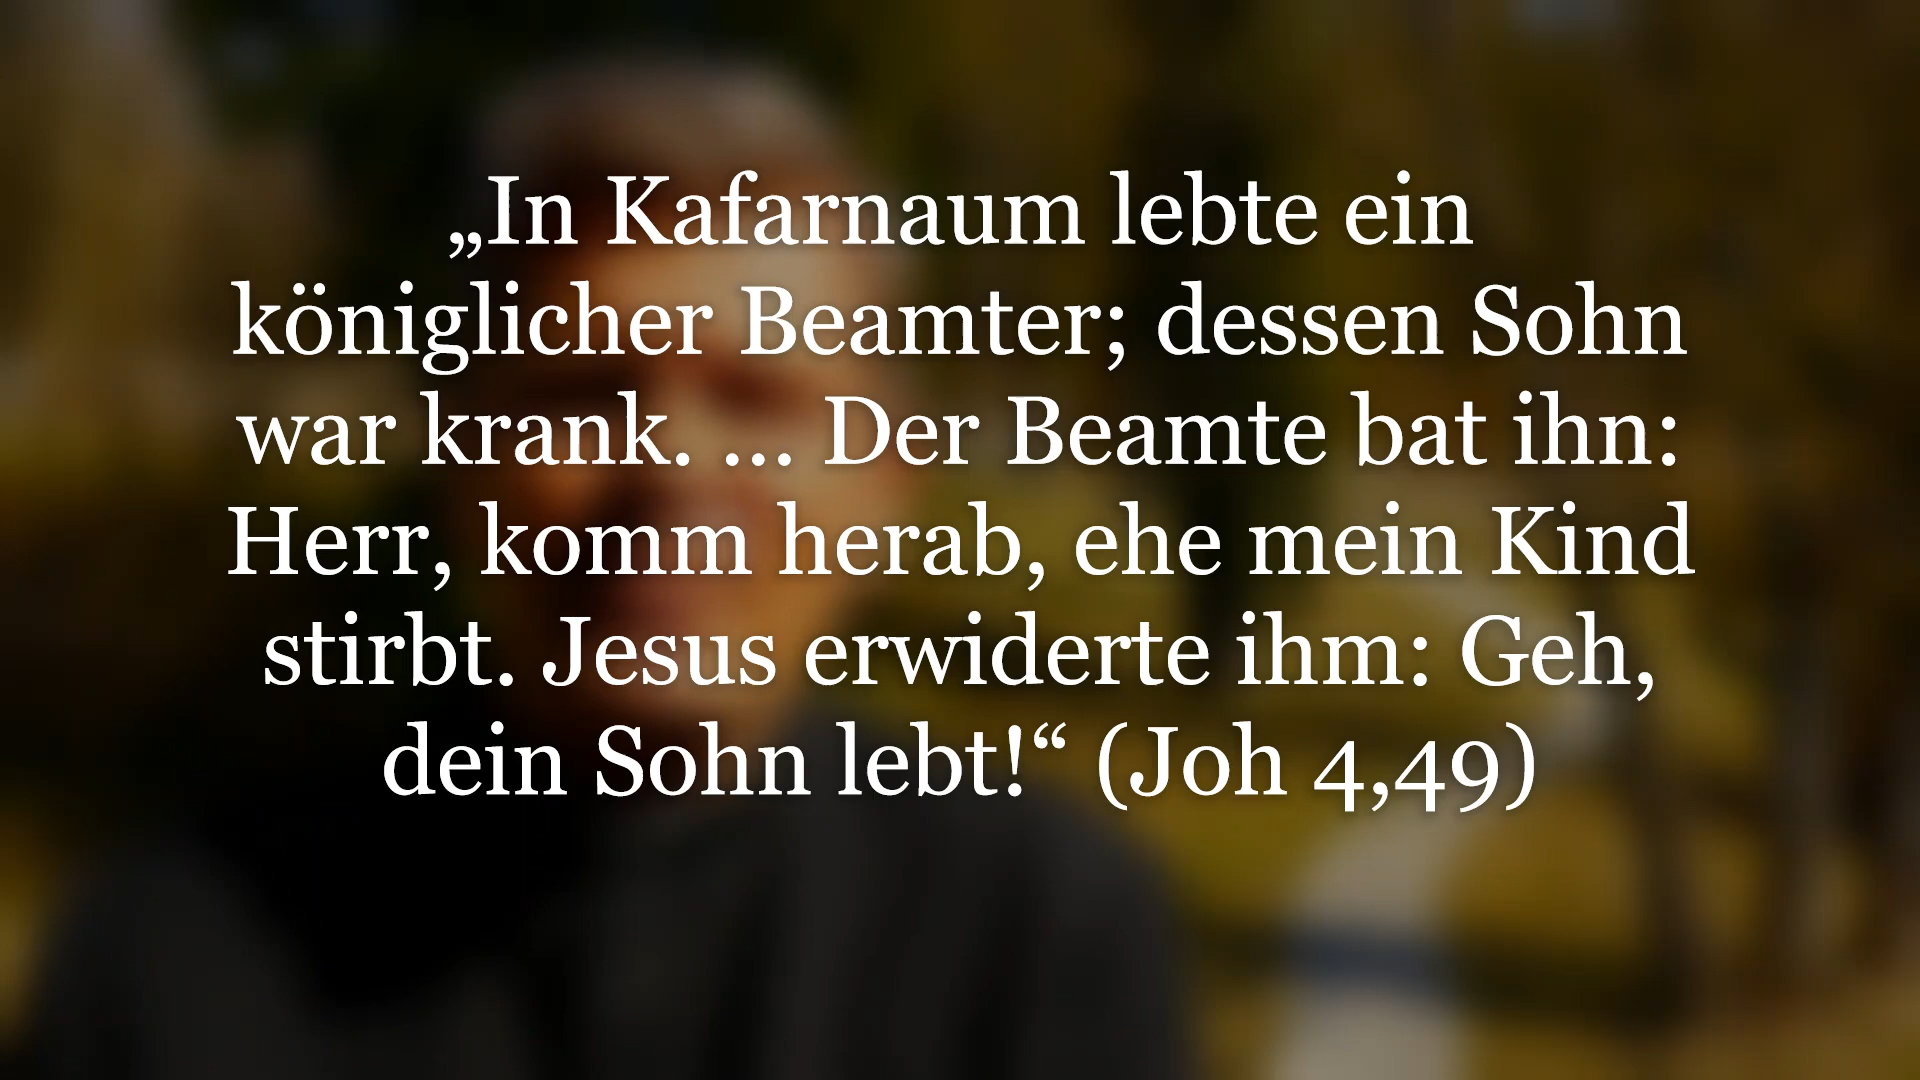 „In Kafarnaum lebte ein
königlicher Beamter; dessen Sohn
war krank. ... Der Beamte bat ihn:
Herr, komm herab, ehe mein Kind
stirbt. Jesus erwiderte ihm: Geh,
dein Sohn lebt!“ (Joh 4,49)